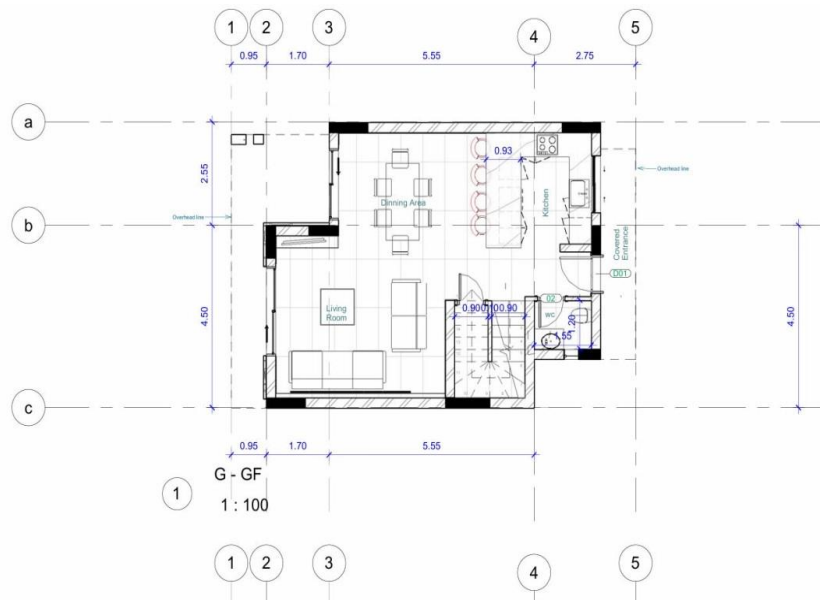 1 2 3 4 5
0.95 1.70 5.55 2.75
a
2.55
0.93
Overhead line
Dinning Area
Kitchen
Overhead line
b
Covered
Entrance
D01
4.50
4.50
Living
Room
0.90 0.10 0.90
02
WC
1.20
1.55
c
0.95 1.70 5.55
G - GF
1
1 : 100
1 2 3 4 5